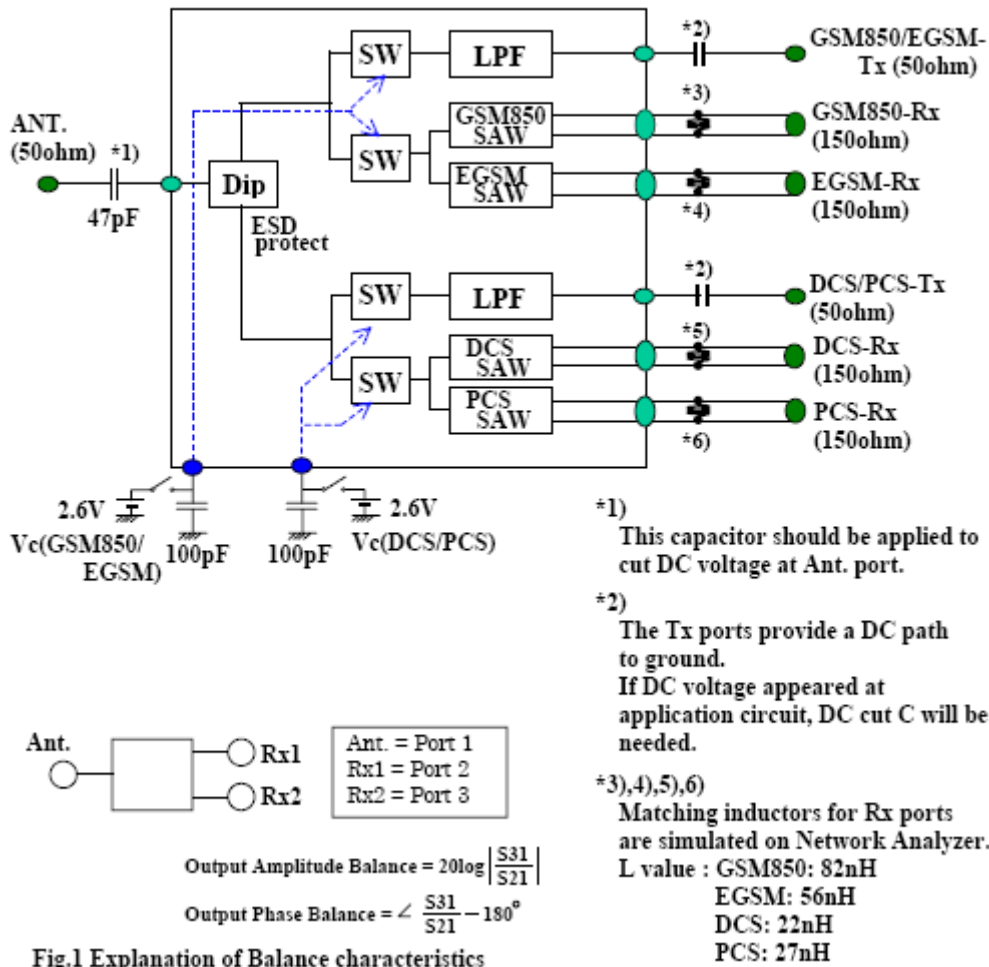 *2)
GSM850/EGSM-
Tx (50ohm)
SW
LPF
*3)
GSM850-Rx
(150ohm)
GSM850
SAW
ANT.
(50ohm)
*1)
SW
EGSM
SAW
EGSM-Rx
(150ohm)
Dip
47pF
*4)
ESD
protect
*2)
DCS/PCS-Tx
(50ohm)
SW
LPF
*5)
DCS-Rx
(150ohm)
DCS
SAW
SW
PCS
SAW
PCS-Rx
(150ohm)
*6)
2.6V
2.6V
Vc(GSM850/
EGSM)
100pF
100pF
Vc(DCS/PCS)
*1)
This capacitor should be applied to
cut DC voltage at Ant. port.
*2)
The Tx ports provide a DC path
to ground.
If DC voltage appeared at
application circuit, DC cut C will be
needed.
*3),4),5),6)
Matching inductors for Rx ports
are simulated on Network Analyzer.
L value : GSM850: 82nH
EGSM: 56nH
DCS: 22nH
PCS: 27nH
Ant.
Rx1
Rx2
Ant. = Port 1
Rx1 = Port 2
Rx2 = Port 3
Output Amplitude Balance = 20log|S31/S21|
Output Phase Balance = ∠ S31/S21 − 180°
Fig.1 Explanation of Balance characteristics